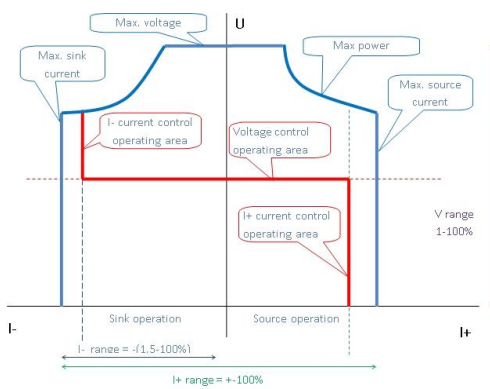 Max. voltage
U
Max. sink
current
Max power
Max. source
current
I- current control
operating area
Voltage control
operating area
I+ current control
operating area
V range
1-100%
Sink operation
Source operation
I-
I+
I- range = -(1.5-100%)
I+ range = +-100%